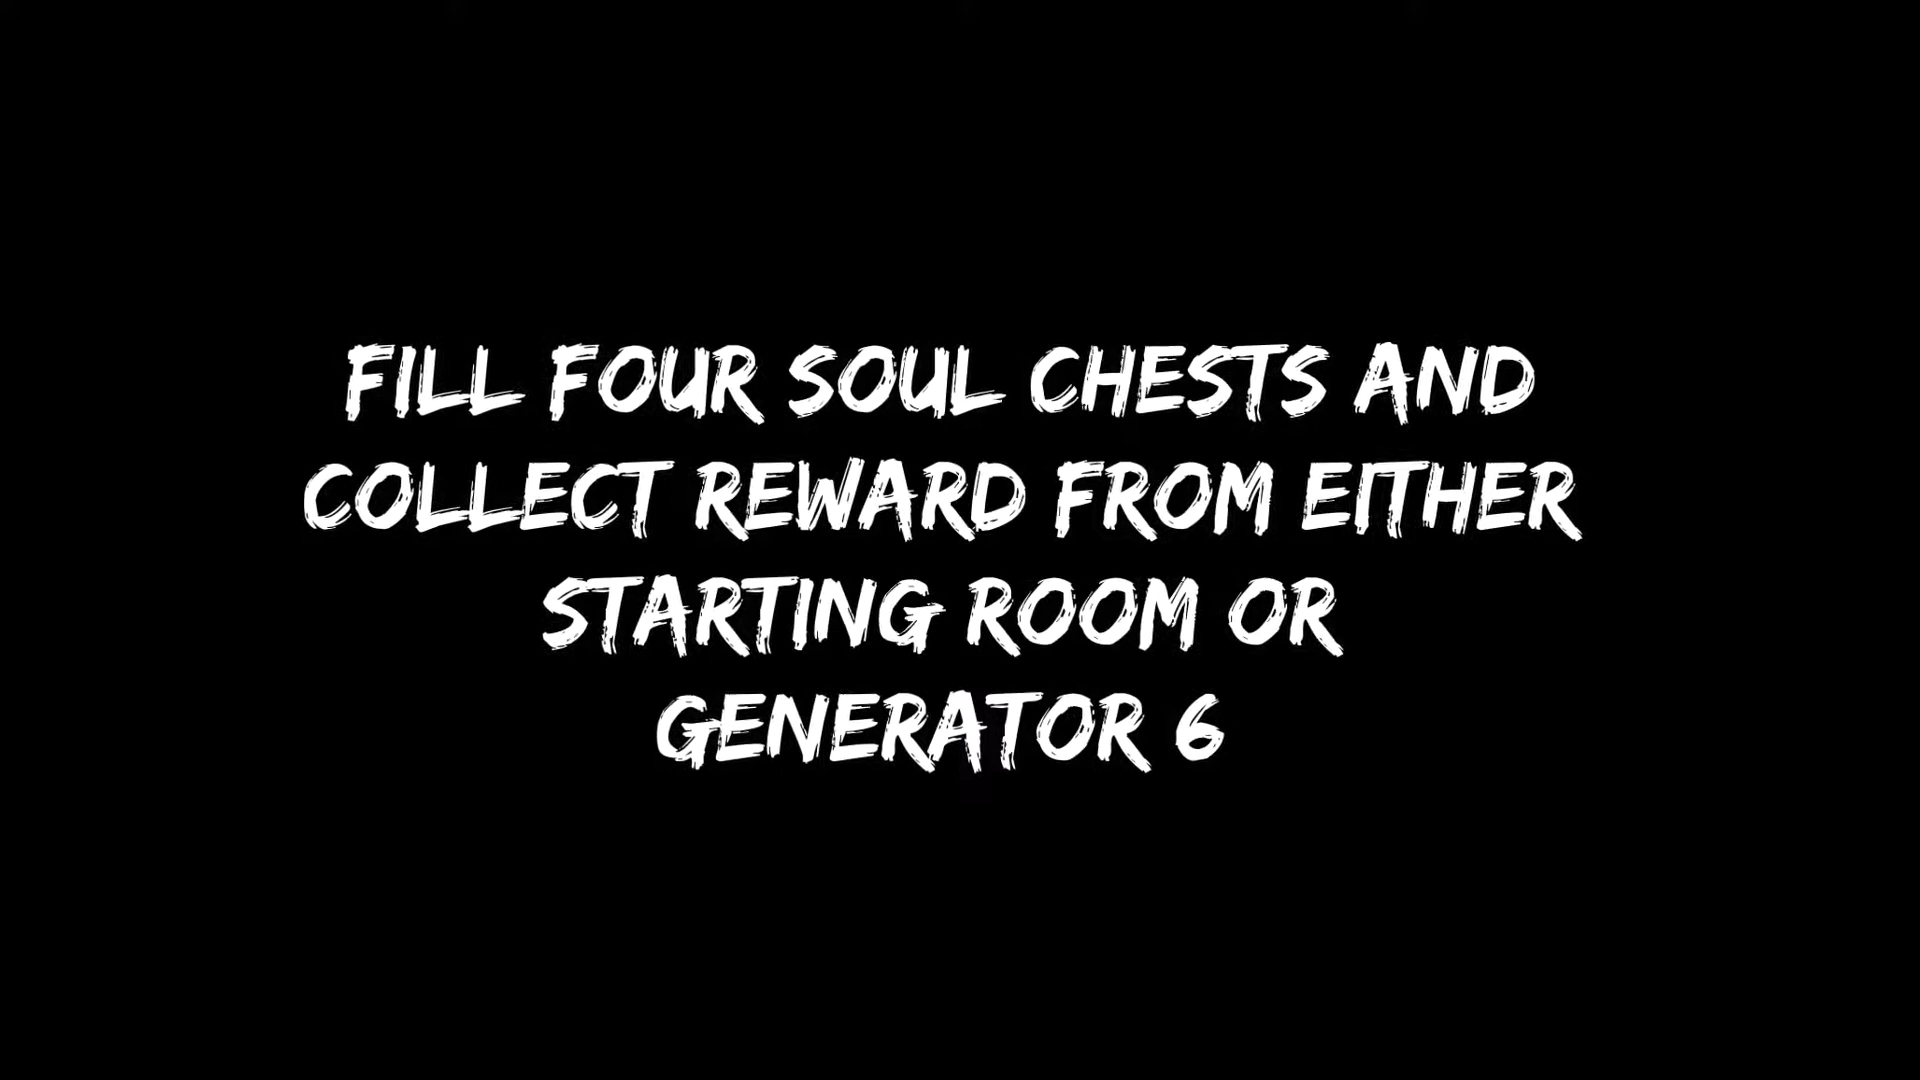 FILL FOUR SOUL CHESTS AND
COLLECT REWARD FROM EITHER
STARTING ROOM OR
GENERATOR 6